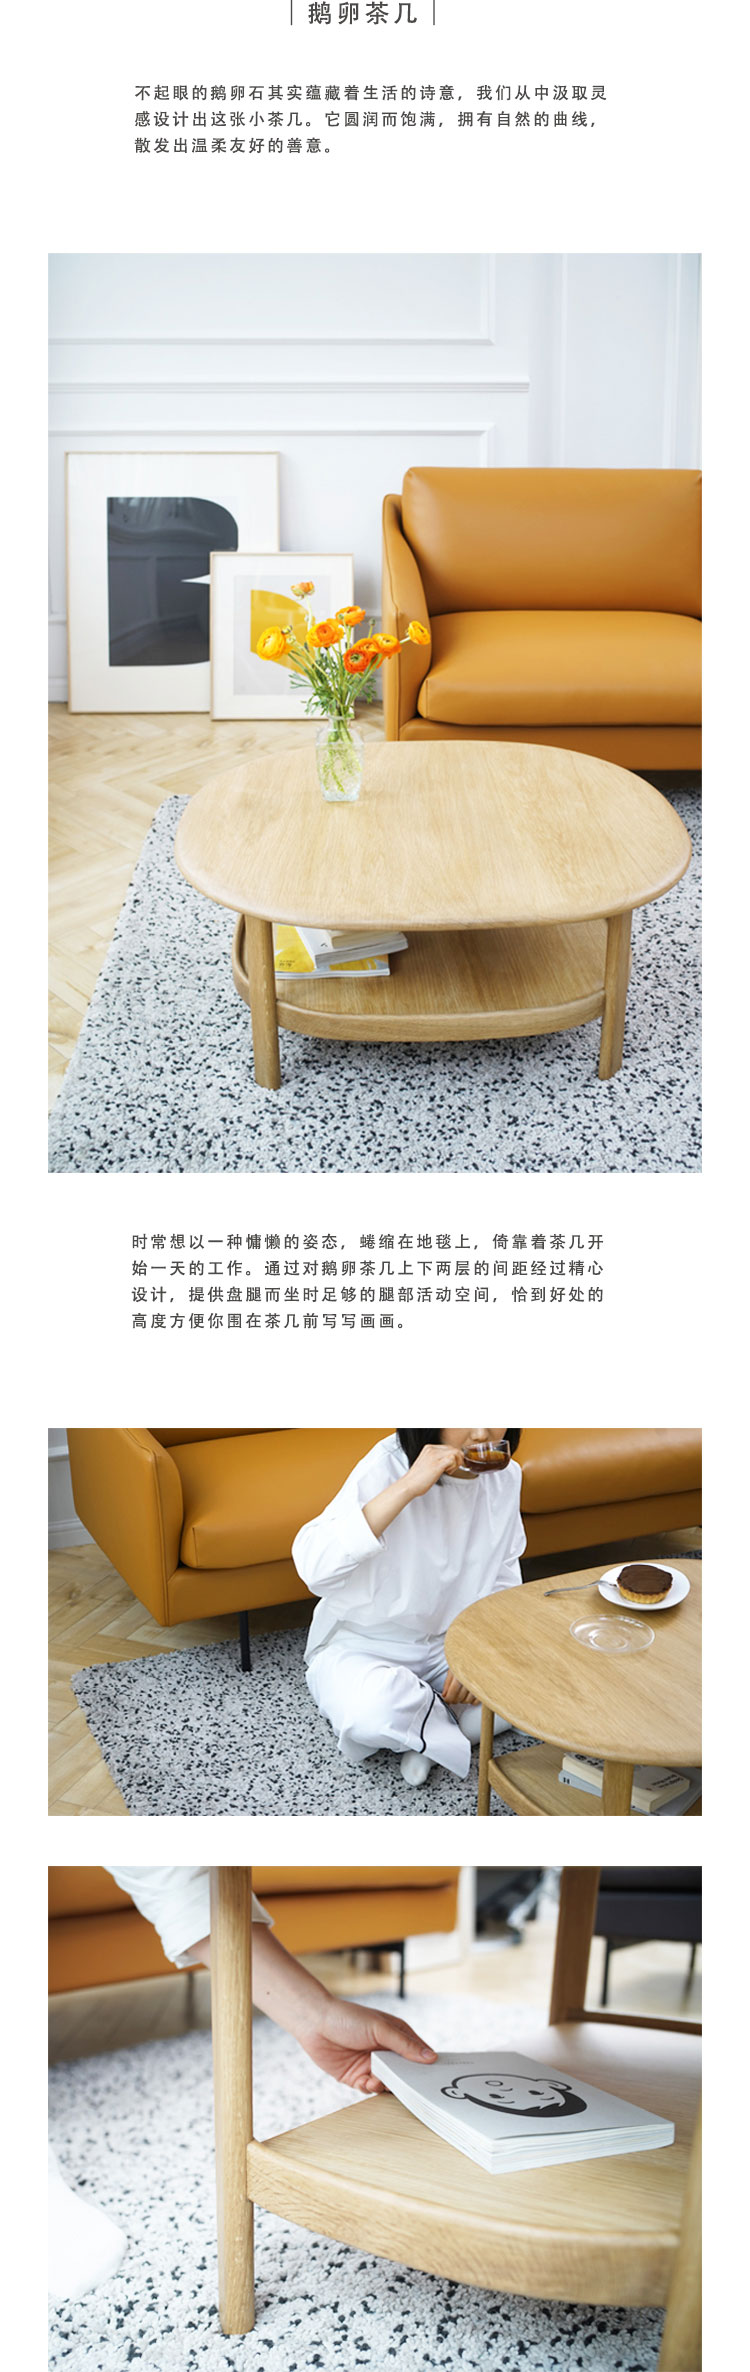 ｜鹅卵茶几｜
不起眼的鹅卵石其实蕴藏着生活的诗意，我们从中汲取灵
感设计出这张小茶几。它圆润而饱满，拥有自然的曲线，
散发出温柔友好的善意。
时常想以一种慵懒的姿态，蜷缩在地毯上，倚靠着茶几开
始一天的工作。通过对鹅卵茶几上下两层的间距经过精心
设计，提供盘腿而坐时足够的腿部活动空间，恰到好处的
高度方便你围在茶几前写写画画。